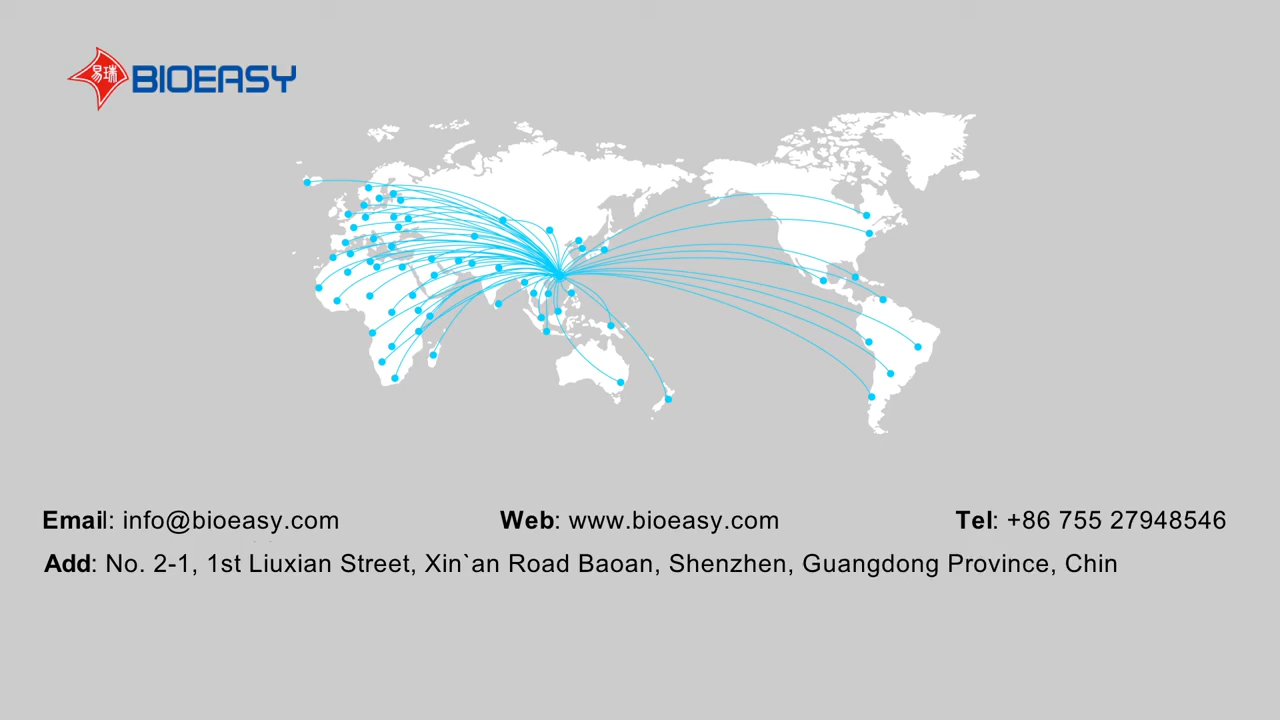 易瑞 BIOEASY
Email: info@bioeasy.com Web: www.bioeasy.com Tel: +86 755 27948546
Add: No. 2-1, 1st Liuxian Street, Xin`an Road Baoan, Shenzhen, Guangdong Province, Chin